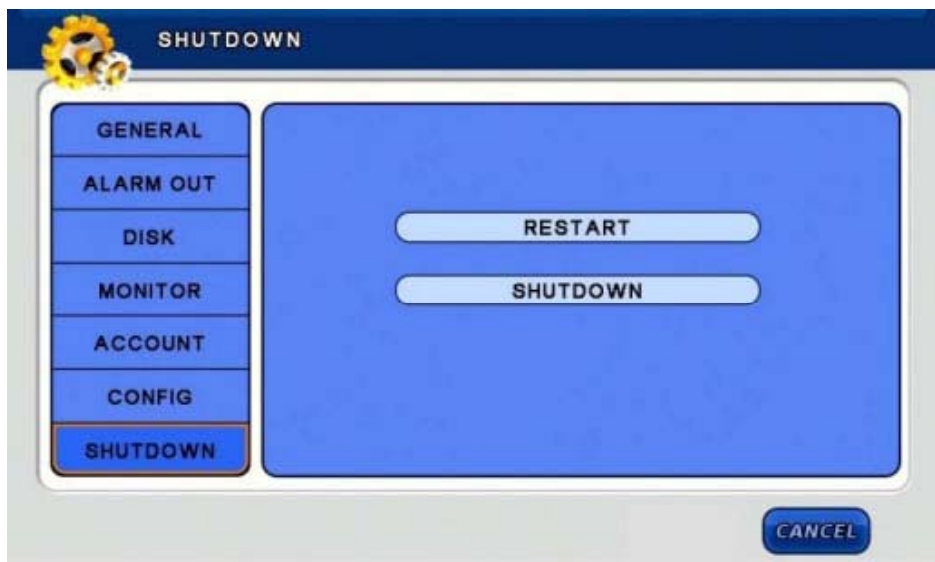 SHUTDOWN
GENERAL
ALARM OUT
DISK
MONITOR
ACCOUNT
CONFIG
SHUTDOWN
RESTART
SHUTDOWN
CANCEL